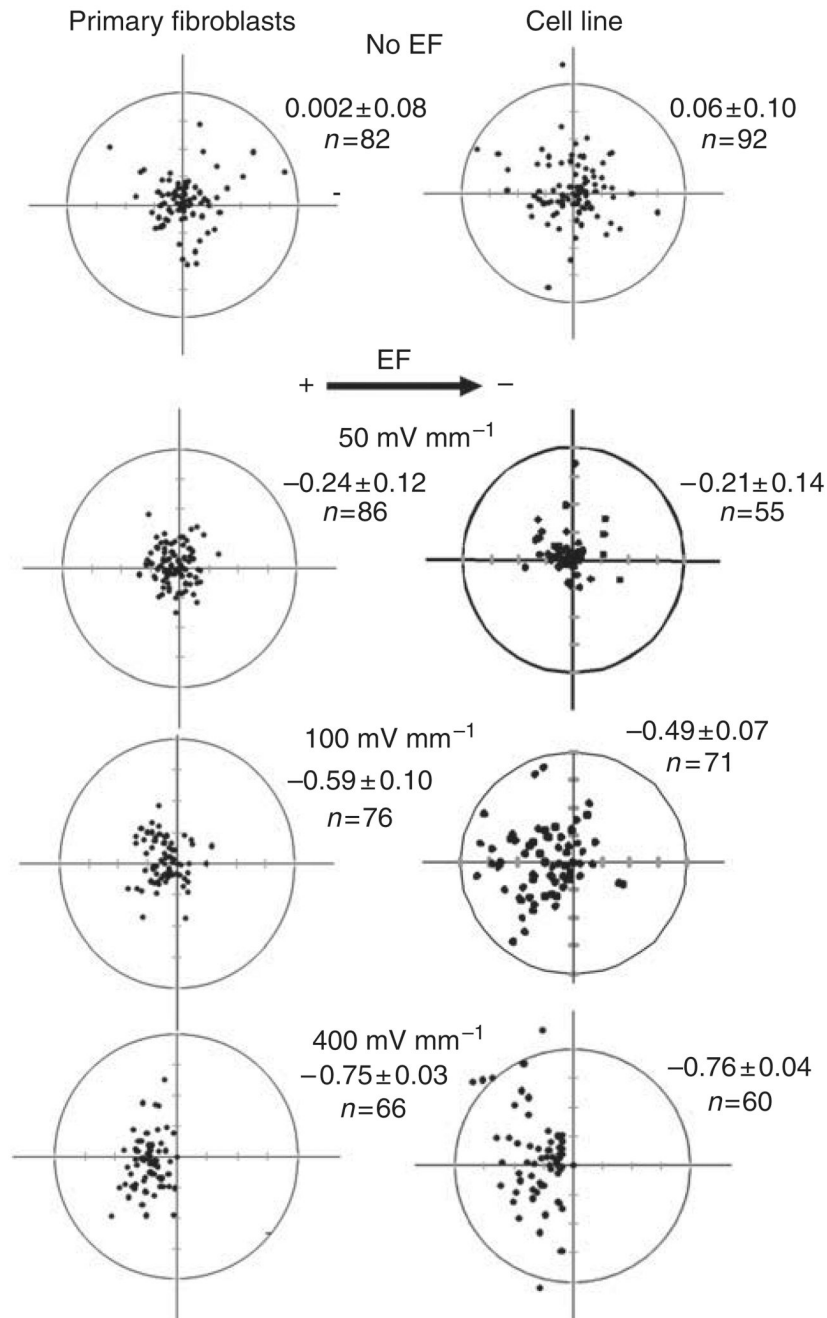 Primary fibroblasts
No EF
Cell line
0.002±0.08
n=82
-
0.06±0.10
n=92
EF
+ −
50 mV mm⁻¹
−0.24±0.12
n=86
−0.21±0.14
n=55
100 mV mm⁻¹
−0.59±0.10
n=76
−0.49±0.07
n=71
400 mV mm⁻¹
−0.75±0.03
n=66
−0.76±0.04
n=60